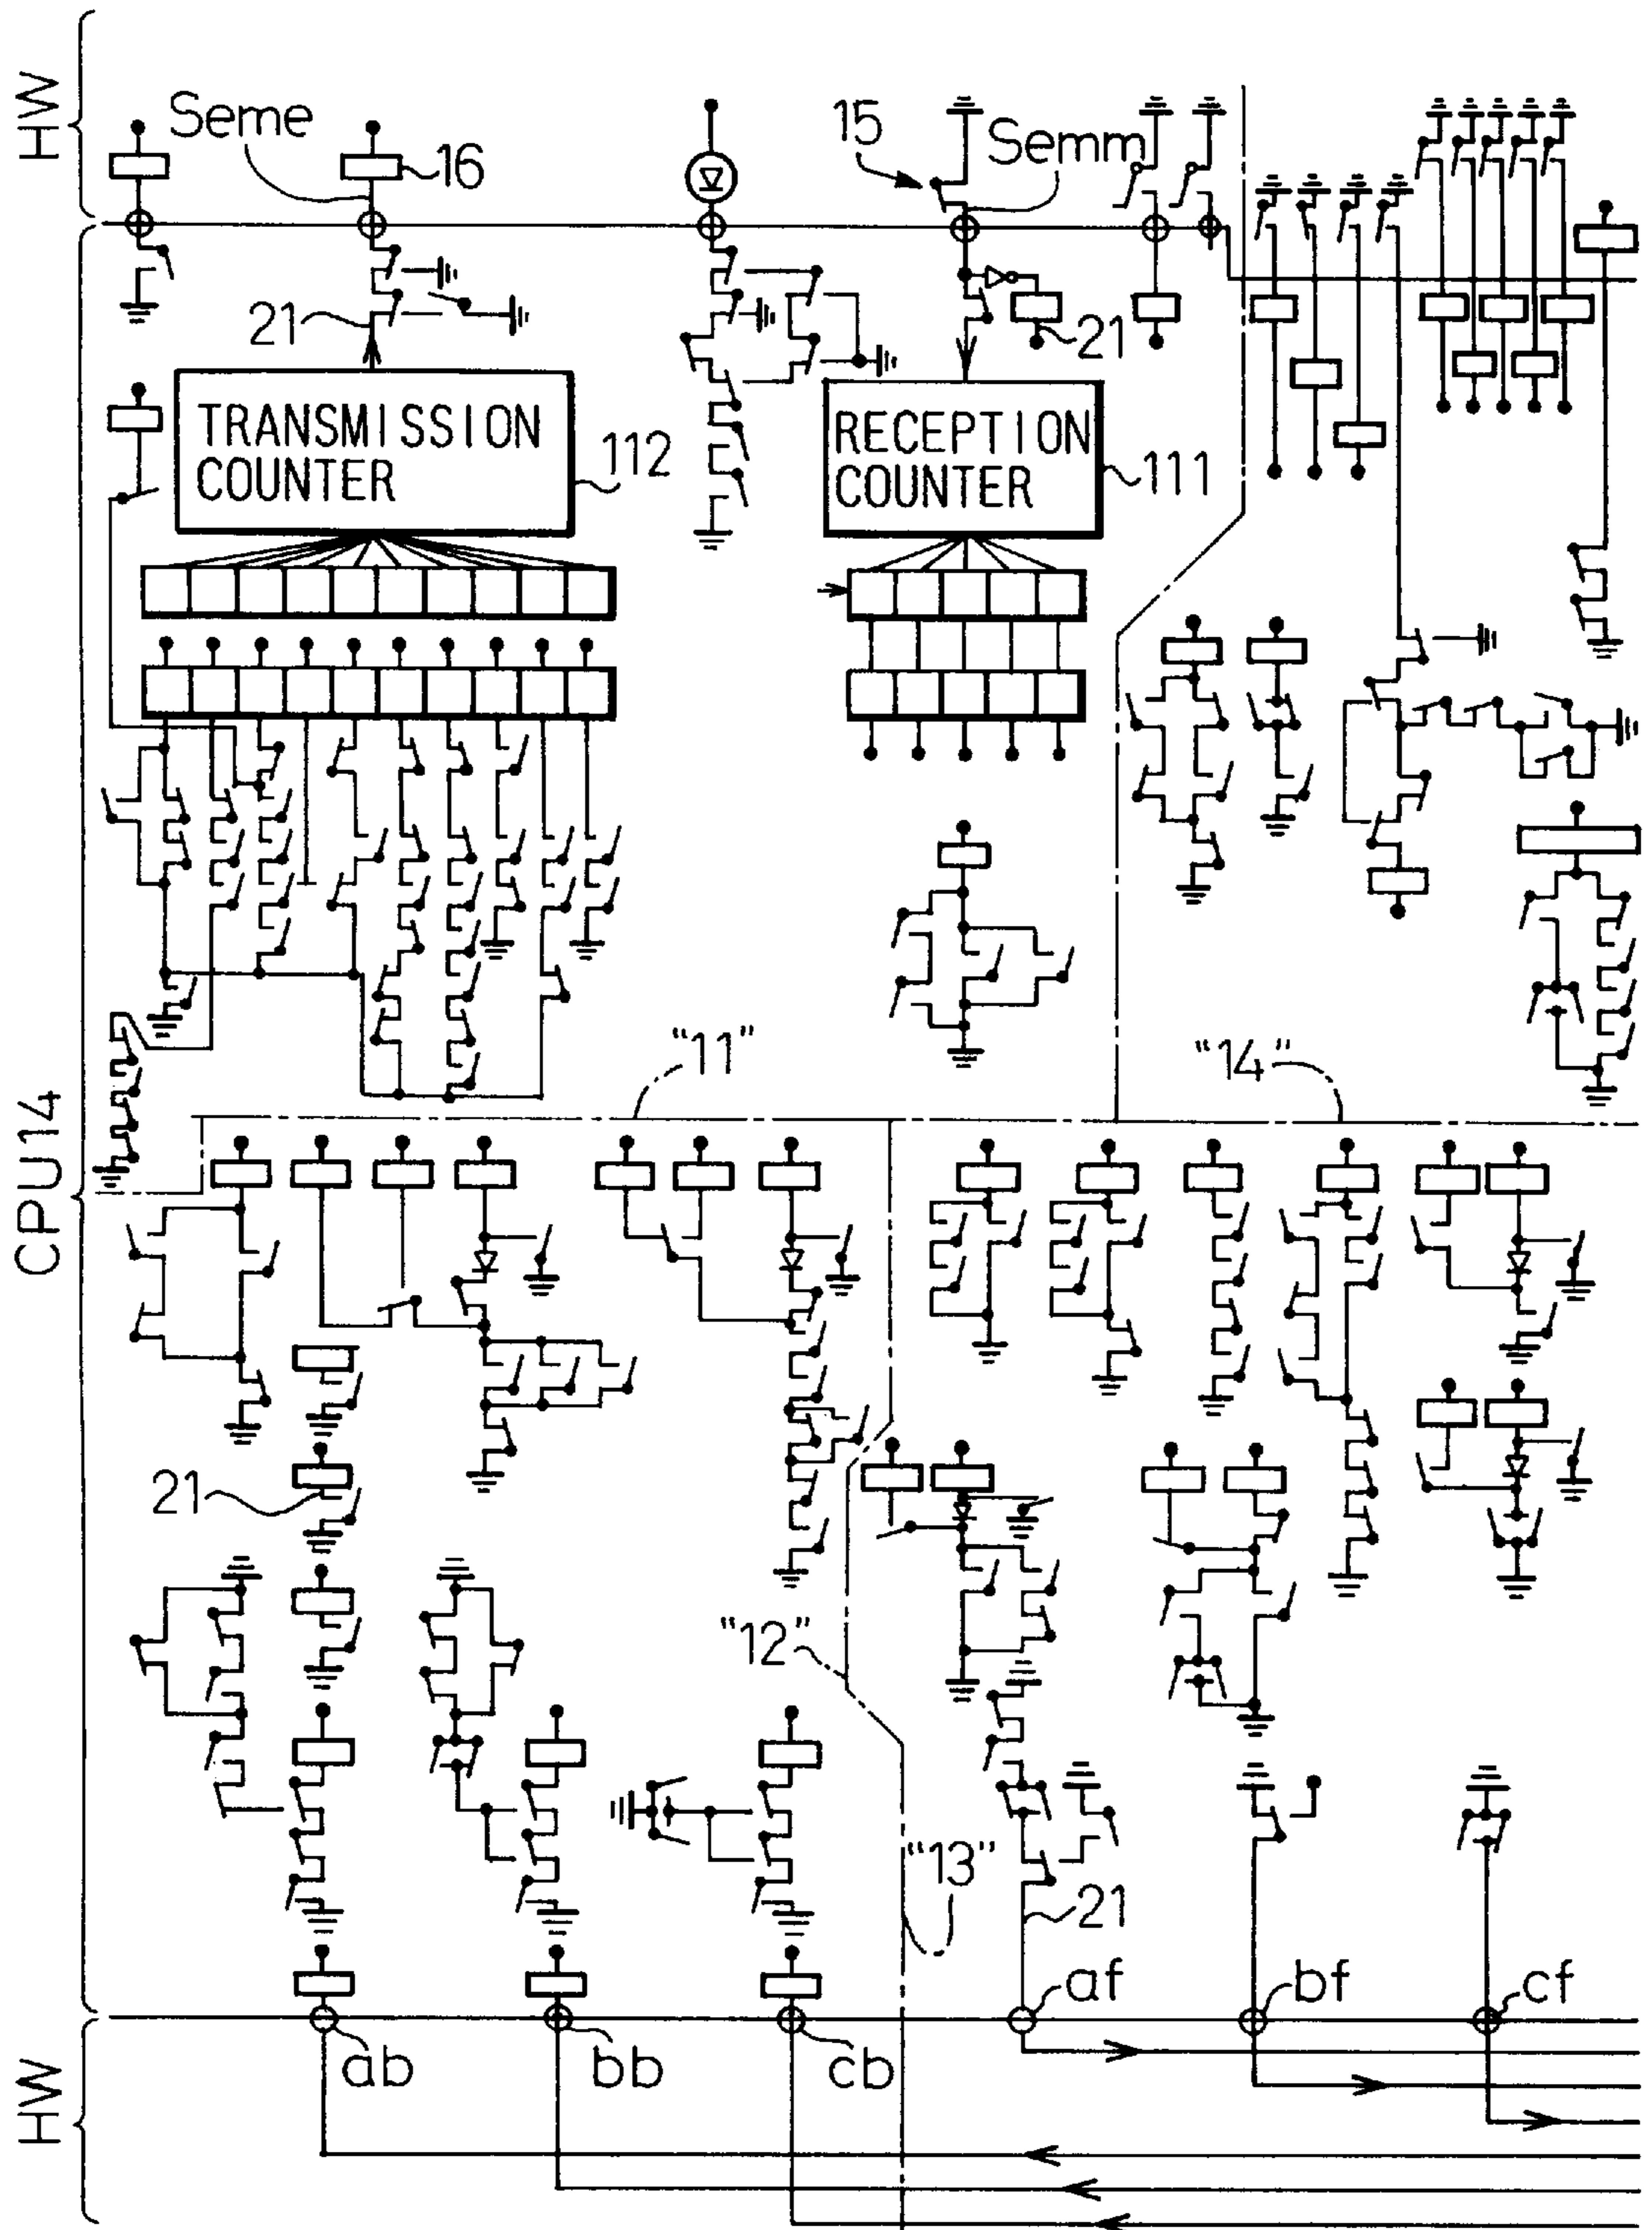 HW
Seme
16
15
Semm
21
21
TRANSMISSION
COUNTER
112
RECEPTION
COUNTER
111
CPU14
"11"
"14"
21
"12"
"13"
21
af
bf
cf
ab
bb
cb
HW